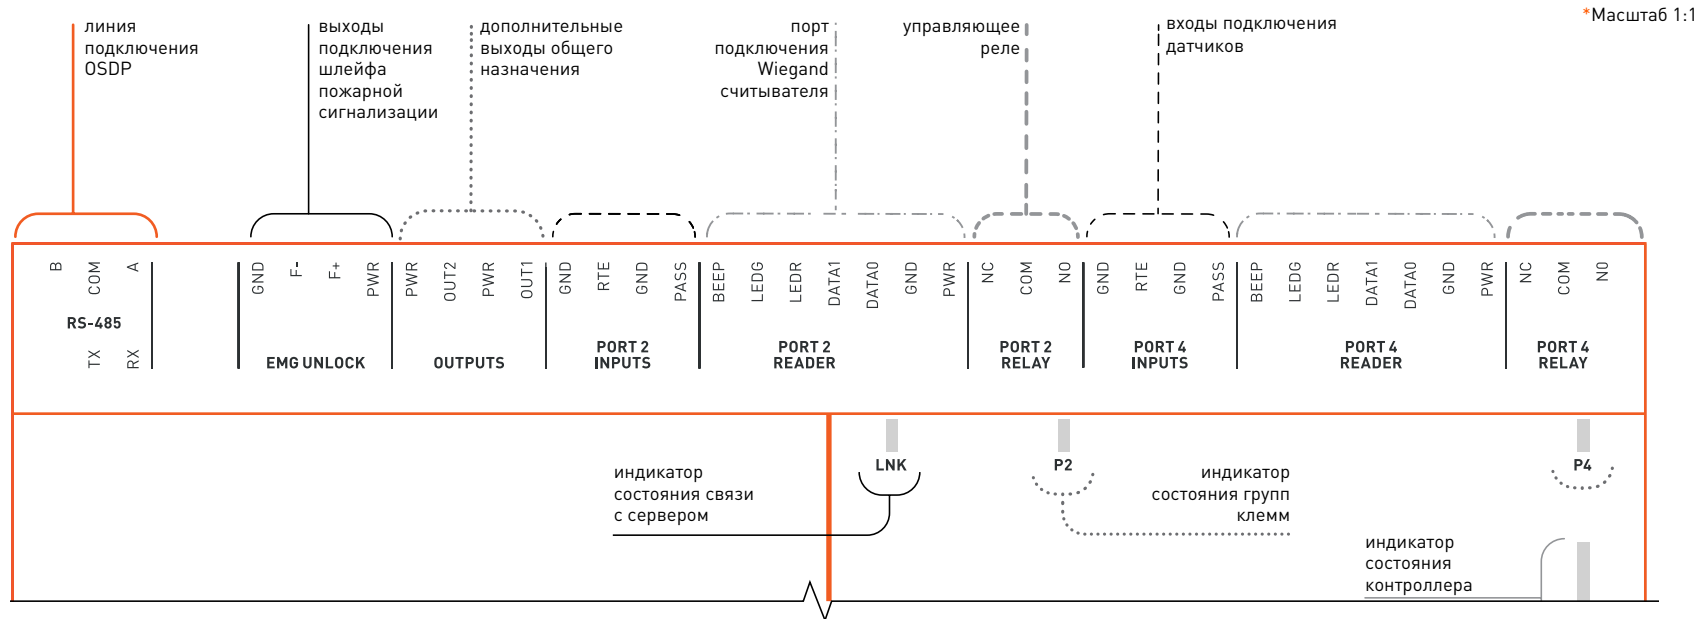 *Масштаб 1:1
линия
подключения
OSDP
выходы
подключения
шлейфа
пожарной
сигнализации
дополнительные
выходы общего
назначения
порт
подключения
Wiegand
считывателя
управляющее
реле
входы подключения
датчиков
B COM A
RS-485
TX RX
GND F- F+ PWR
EMG UNLOCK
PWR OUT2 PWR OUT1
OUTPUTS
GND RTE GND PASS
PORT 2
INPUTS
BEEP LEDG LEDR DATA1 DATA0 GND PWR
PORT 2
READER
NC COM NO
PORT 2
RELAY
GND RTE GND PASS
PORT 4
INPUTS
BEEP LEDG LEDR DATA1 DATA0 GND PWR
PORT 4
READER
NC COM NO
PORT 4
RELAY
LNK
P2
P4
индикатор
состояния связи
с сервером
индикатор
состояния групп
клемм
индикатор
состояния
контроллера